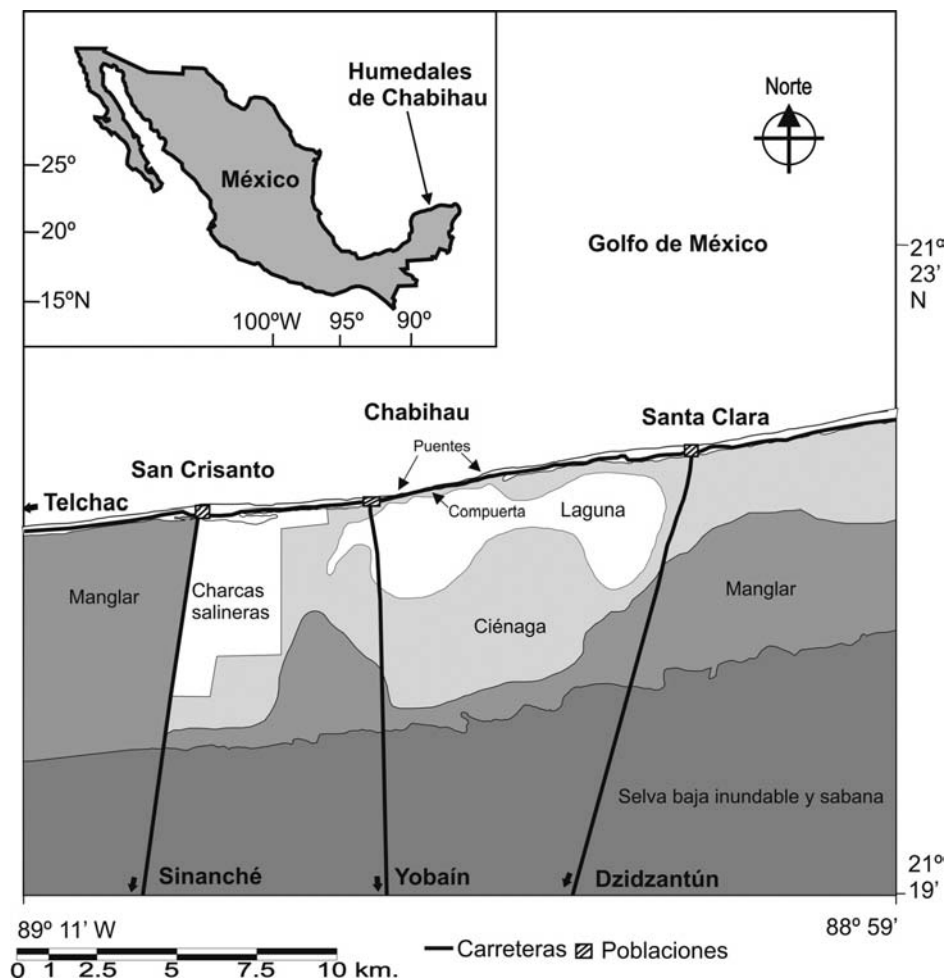 Humedales
de Chabihau
México
25º
20º
15ºN
100ºW 95º 90º
Norte
Golfo de México
21º
23'
N
Chabihau
Santa Clara
Puentes
San Crisanto
Telchac
Compuerta
Laguna
Manglar
Charcas
salineras
Manglar
Ciénaga
Selva baja inundable y sabana
Sinanché
Yobaín
Dzidzantún
21º
19'
89º 11' W
88º 59'
0 1 2.5 5 7.5 10 km.
Carreteras
Poblaciones